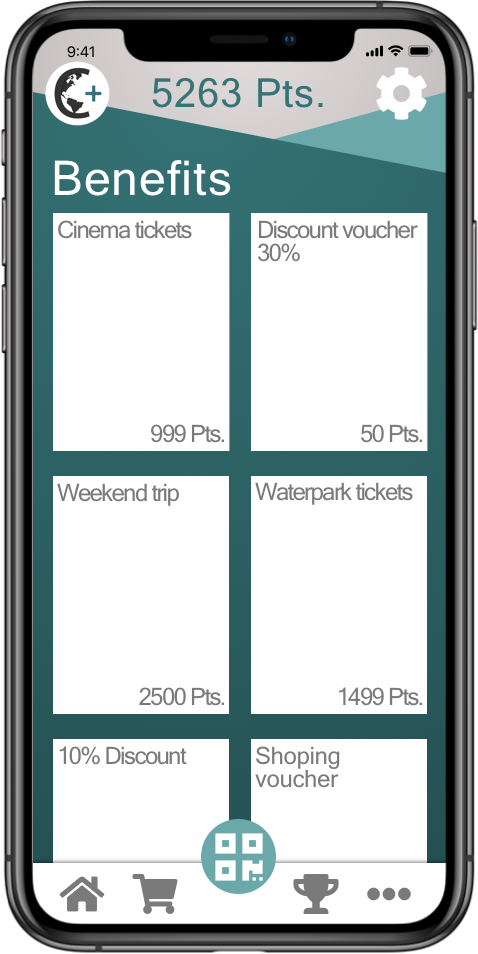 9:41
5263 Pts.
Benefits
Cinema tickets
999 Pts.
Discount voucher
30%
50 Pts.
Weekend trip
2500 Pts.
Waterpark tickets
1499 Pts.
10% Discount
Shoping
voucher